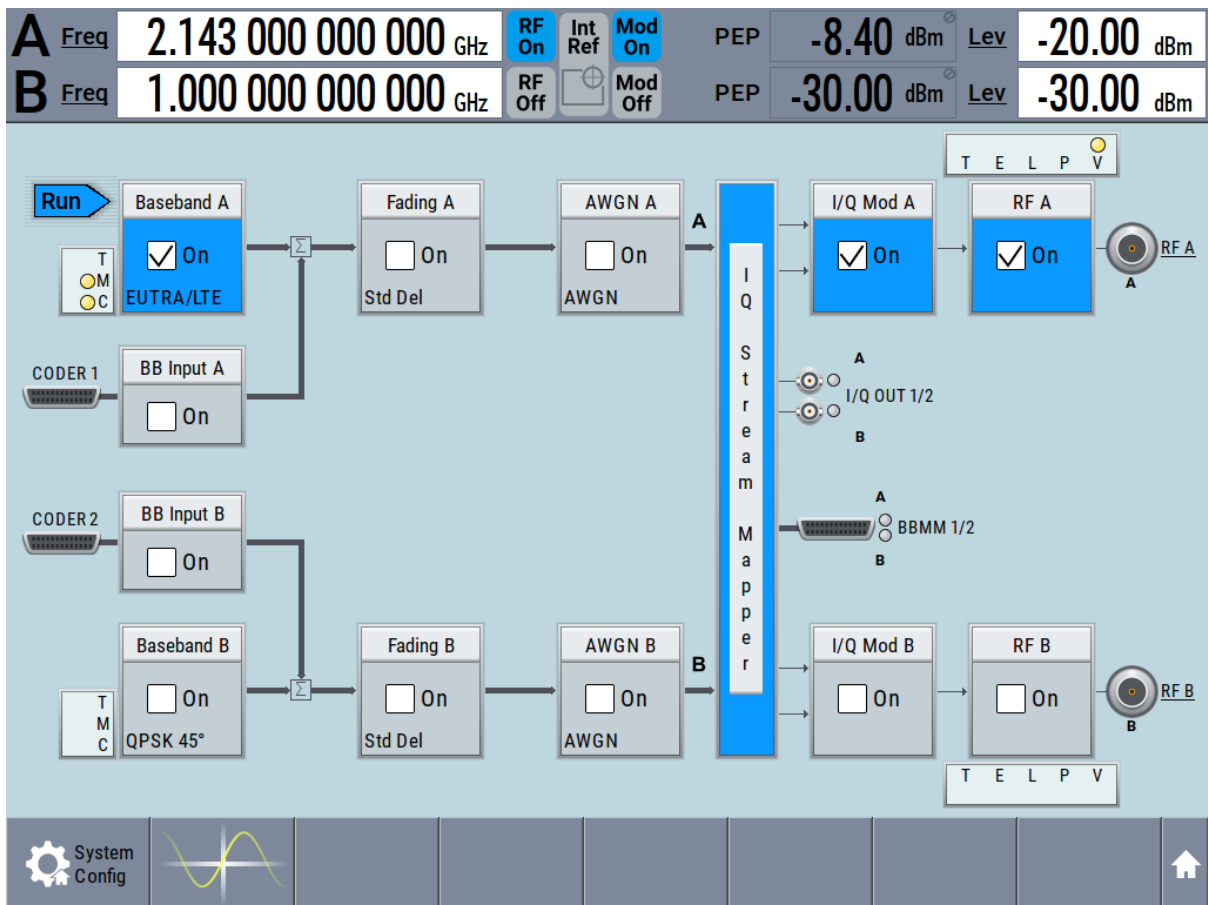 A Freq 2.143 000 000 000 GHz RF On Int Ref Mod On PEP -8.40 dBm Lev -20.00 dBm
B Freq 1.000 000 000 000 GHz RF Off Mod Off PEP -30.00 dBm Lev -30.00 dBm
T E L P V
Run
Baseband A
On
EUTRA/LTE
T
M
C
Fading A
On
Std Del
AWGN A
On
AWGN
A
I/Q Mod A
On
RF A
On
RF A
A
CODER 1
BB Input A
On
IQ Stream Mapper
A
I/Q OUT 1/2
B
CODER 2
BB Input B
On
A
BBMM 1/2
B
Baseband B
On
QPSK 45°
T
M
C
Σ
Σ
Fading B
On
Std Del
AWGN B
On
AWGN
B
I/Q Mod B
On
RF B
On
RF B
B
T E L P V
System
Config